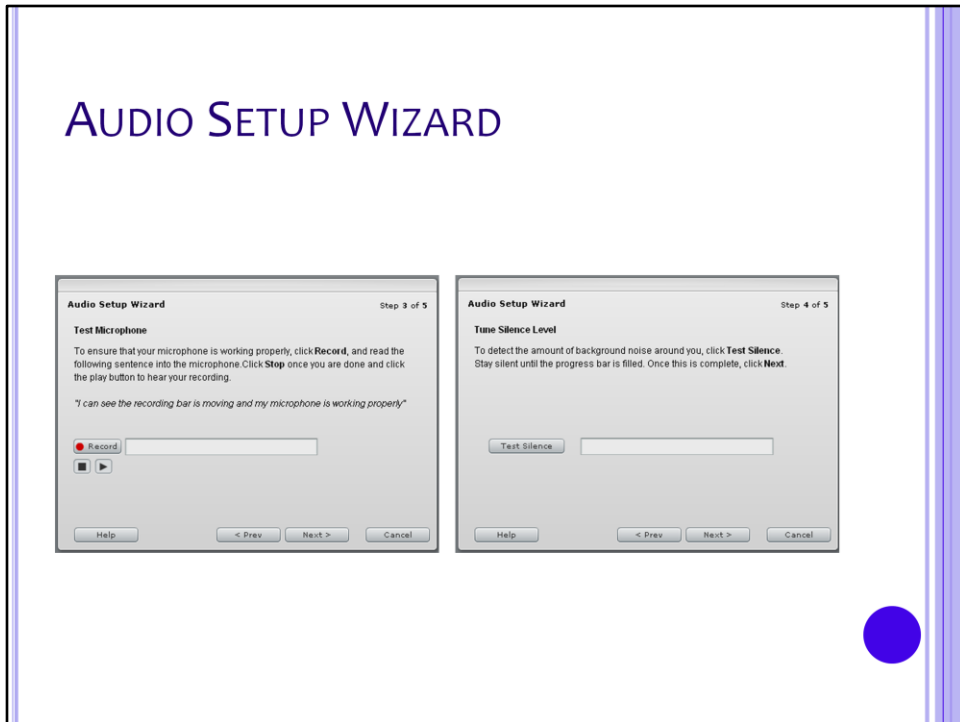 AUDIO SETUP WIZARD
Audio Setup Wizard Step 3 of 5
Test Microphone
To ensure that your microphone is working properly, click Record, and read the
following sentence into the microphone.Click Stop once you are done and click
the play button to hear your recording.
"I can see the recording bar is moving and my microphone is working properly"
Record
Help < Prev Next > Cancel
Audio Setup Wizard Step 4 of 5
Tune Silence Level
To detect the amount of background noise around you, click Test Silence.
Stay silent until the progress bar is filled. Once this is complete, click Next.
Test Silence
Help < Prev Next > Cancel